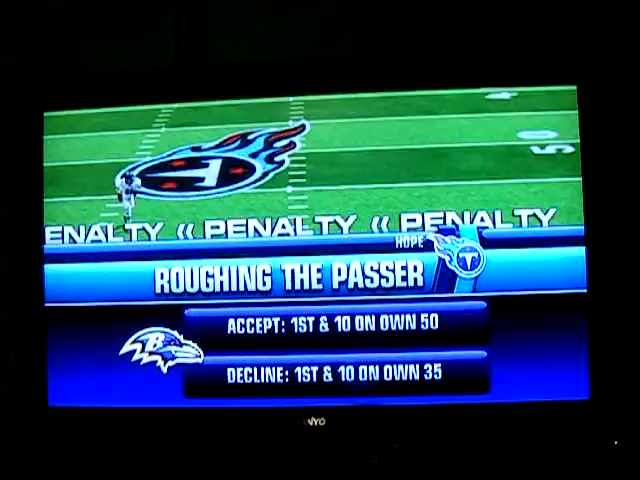 50
ENALTY « PENALTY « PENALTY
HOPE
ROUGHING THE PASSER
ACCEPT: 1ST & 10 ON OWN 50
DECLINE: 1ST & 10 ON OWN 35